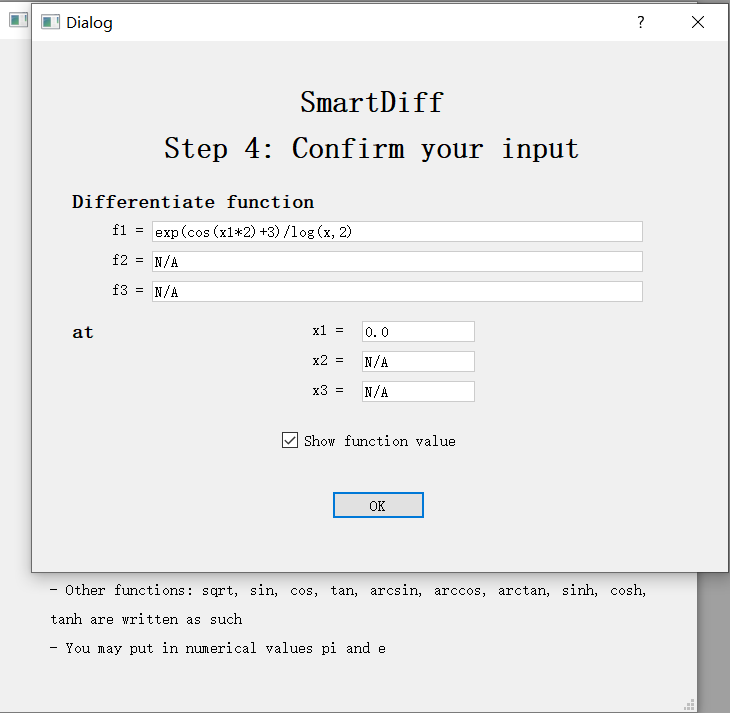 Dialog
?
SmartDiff
Step 4: Confirm your input
Differentiate function
f1 = exp(cos(x1*2)+3)/log(x,2)
f2 = N/A
f3 = N/A
at x1 = 0.0
x2 = N/A
x3 = N/A
Show function value
OK
- Other functions: sqrt, sin, cos, tan, arcsin, arccos, arctan, sinh, cosh,
tanh are written as such
- You may put in numerical values pi and e